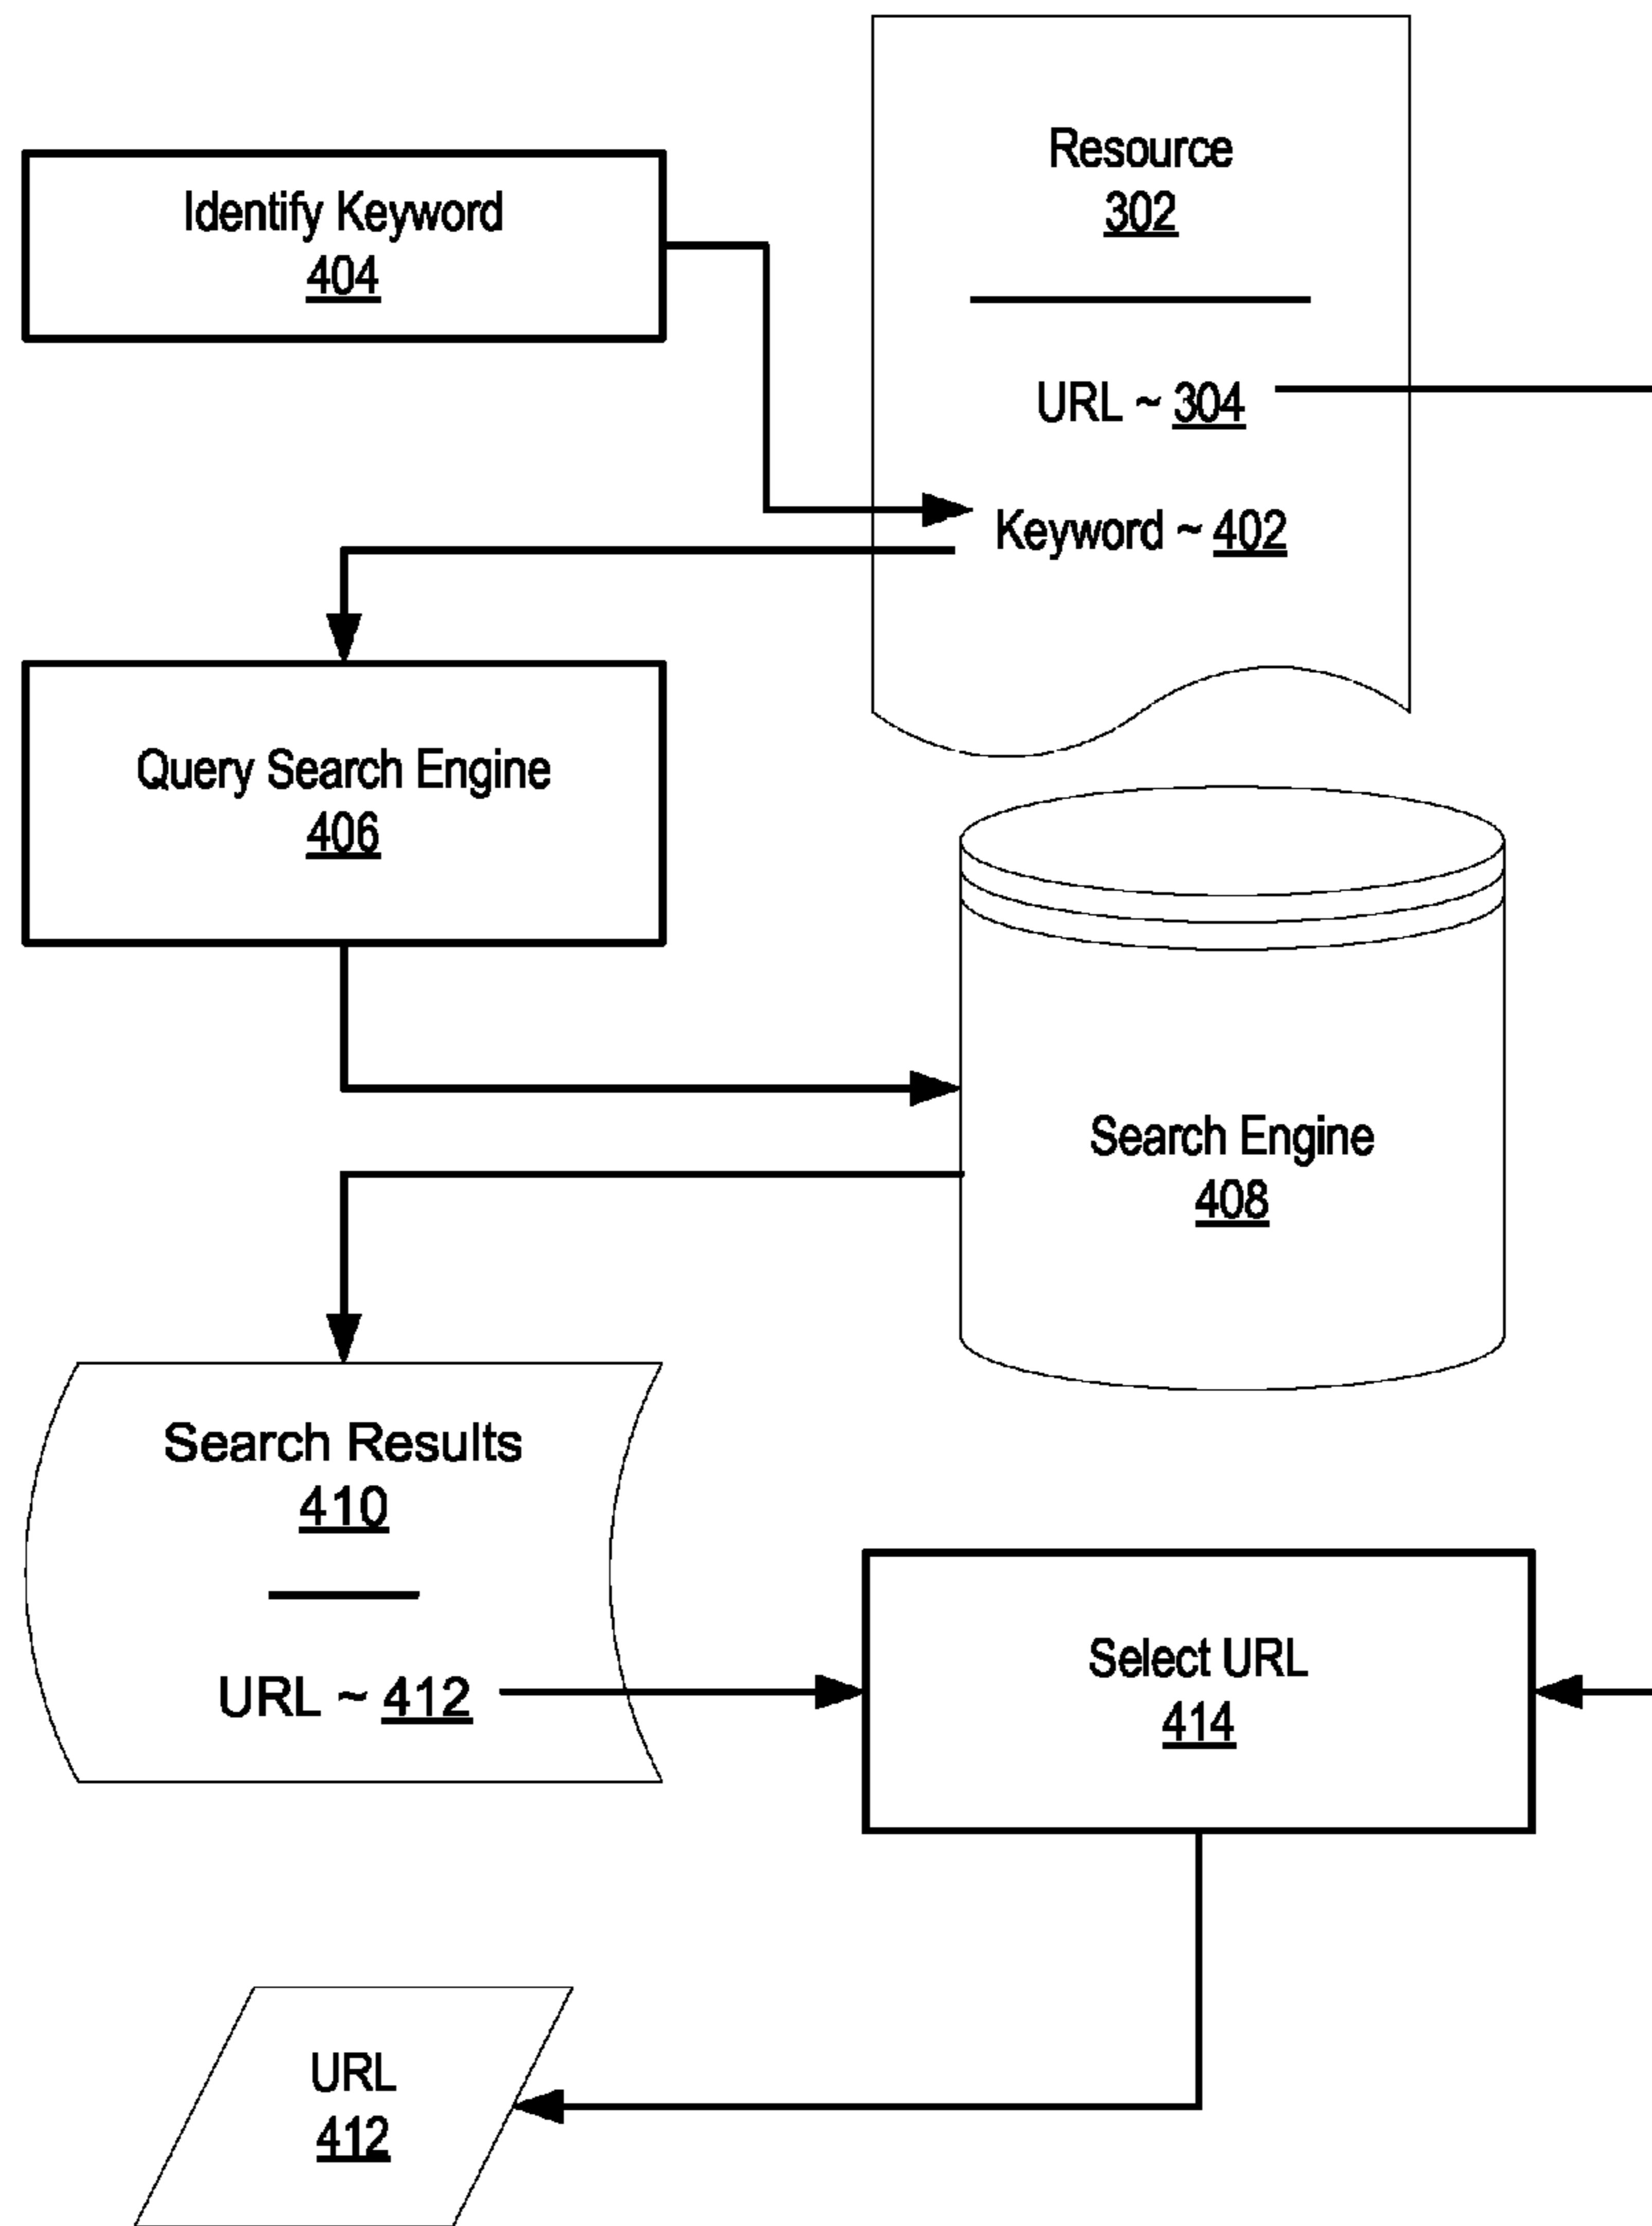 Resource
302
Identify Keyword
404
URL ~ 304
Keyword ~ 402
Query Search Engine
406
Search Engine
408
Search Results
410
URL ~ 412
Select URL
414
URL
412